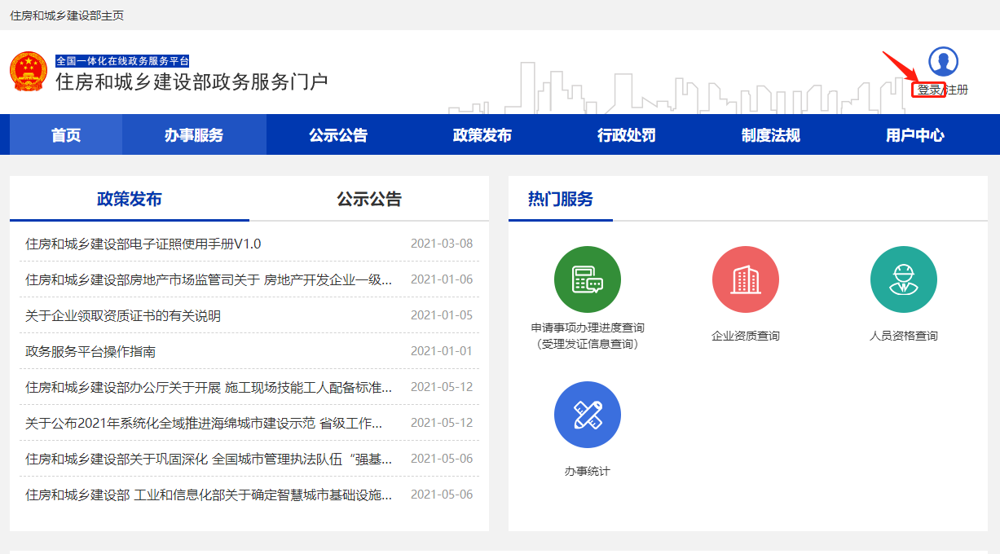 住房和城乡建设部主页
全国一体化在线政务服务平台
住房和城乡建设部政务服务门户
登录/注册
首页 办事服务 公示公告 政策发布 行政处罚 制度法规 用户中心
政策发布 公示公告
住房和城乡建设部电子证照使用手册V1.0 2021-03-08
住房和城乡建设部房地产市场监管司关于 房地产开发企业一级... 2021-01-06
关于企业领取资质证书的有关说明 2021-01-05
政务服务平台操作指南 2021-01-01
住房和城乡建设部办公厅关于开展 施工现场技能工人配备标准... 2021-05-12
关于公布2021年系统化全域推进海绵城市建设示范 省级工作... 2021-05-12
住房和城乡建设部关于巩固深化 全国城市管理执法队伍“强基... 2021-05-06
住房和城乡建设部 工业和信息化部关于确定智慧城市基础设施... 2021-05-06
热门服务
申请事项办理进度查询
（受理发证信息查询）
企业资质查询
人员资格查询
办事统计